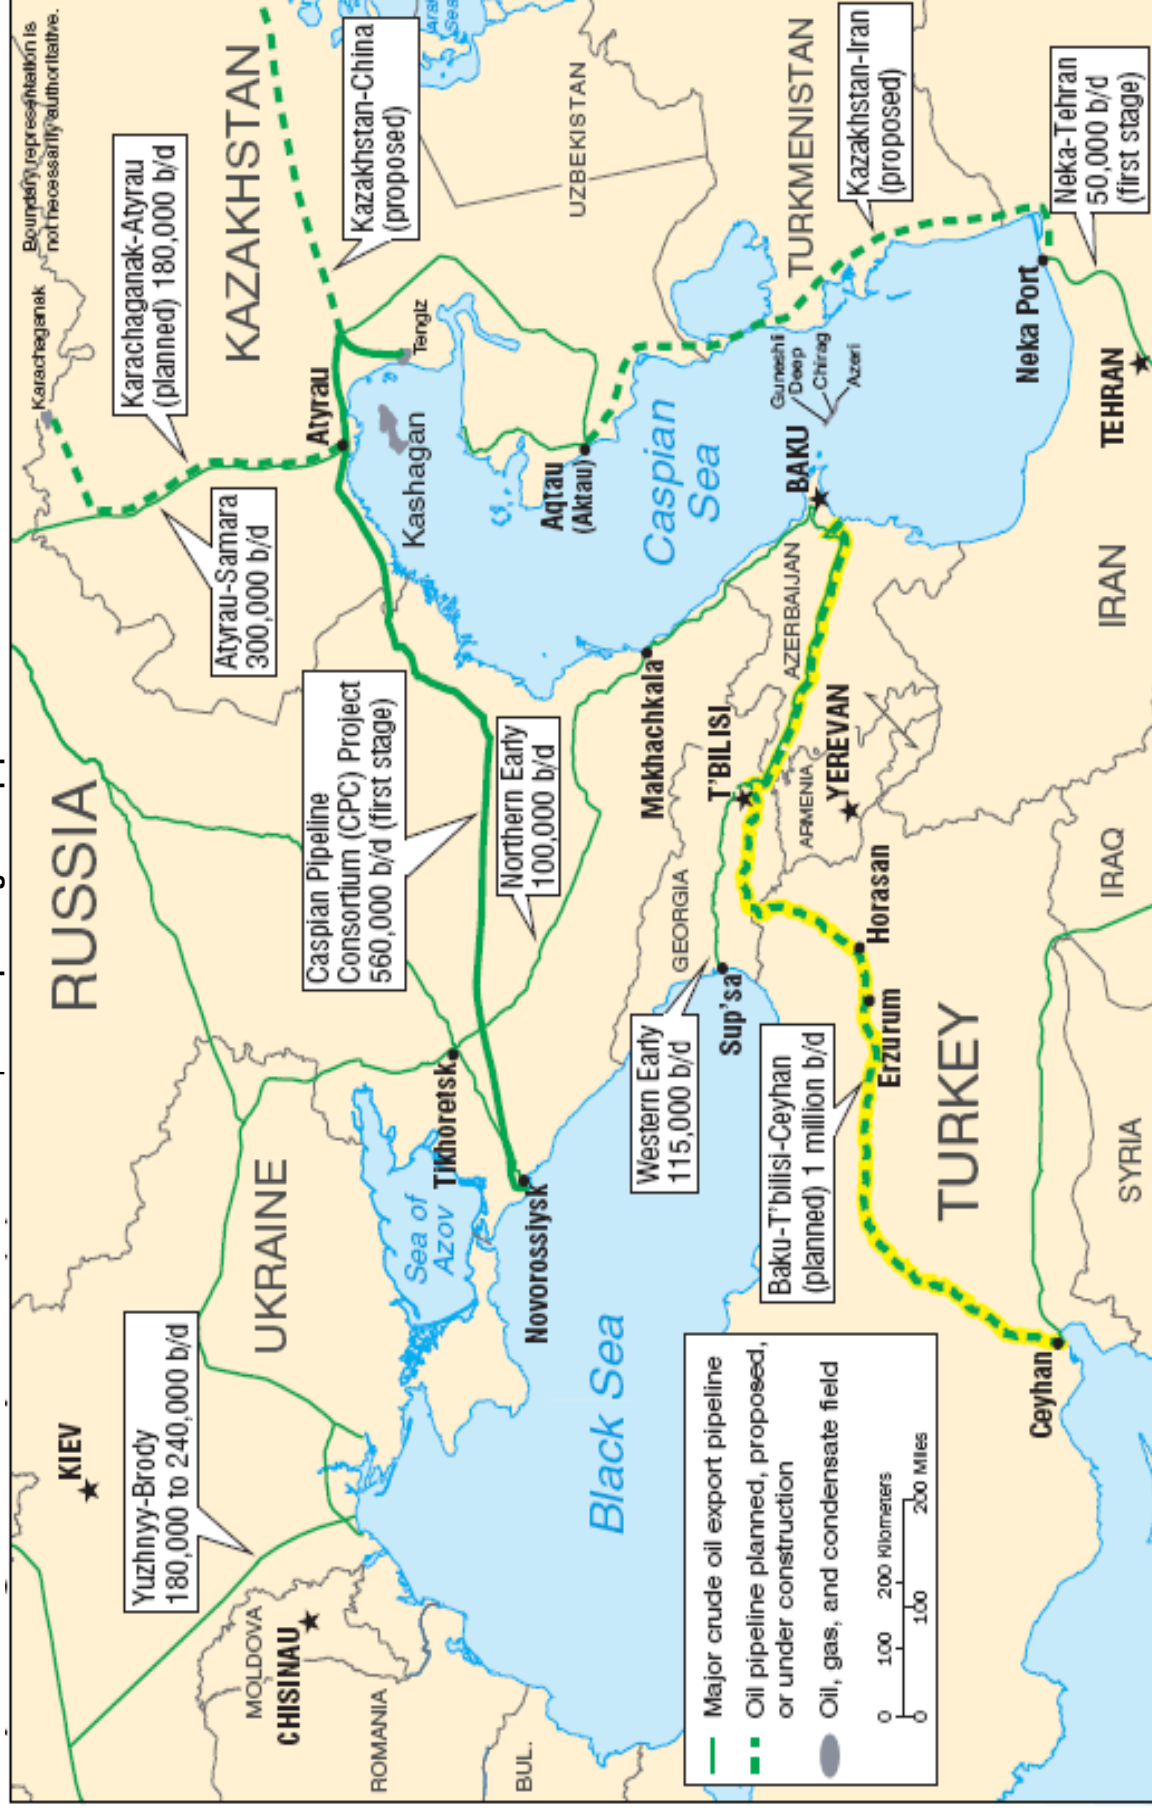 Boundary representation is
not necessarily authoritative.
KIEV
Yuzhnyy-Brody
180,000 to 240,000 b/d
RUSSIA
Karachaganak
Karachaganak-Atyrau
(planned) 180,000 b/d
KAZAKHSTAN
Atyrau-Samara
300,000 b/d
MOLDOVA
CHISINAU
UKRAINE
Caspian Pipeline
Consortium (CPC) Project
560,000 b/d (first stage)
Atyrau
Kazakhstan-China
(proposed)
Aral
Sea
Tengiz
Kashagan
ROMANIA
Sea of
Azov
Tikhoretsk
Northern Early
100,000 b/d
BUL.
Novorossiysk
Aqtau
(Aktau)
UZBEKISTAN
Black Sea
Western Early
115,000 b/d
Makhachkala
Caspian
Sea
GEORGIA
Sup'sa
T'BILISI
AZERBAIJAN
BAKU
Guneshli
Deep
Chirag
Azeri
TURKMENISTAN
Baku-T'bilisi-Ceyhan
(planned) 1 million b/d
ARMENIA
YEREVAN
Kazakhstan-Iran
(proposed)
Horasan
Erzurum
TURKEY
Ceyhan
Neka Port
Neka-Tehran
50,000 b/d
(first stage)
TEHRAN
SYRIA
IRAQ
IRAN
Major crude oil export pipeline
Oil pipeline planned, proposed,
or under construction
Oil, gas, and condensate field
0 100 200 Kilometers
0 100 200 Miles